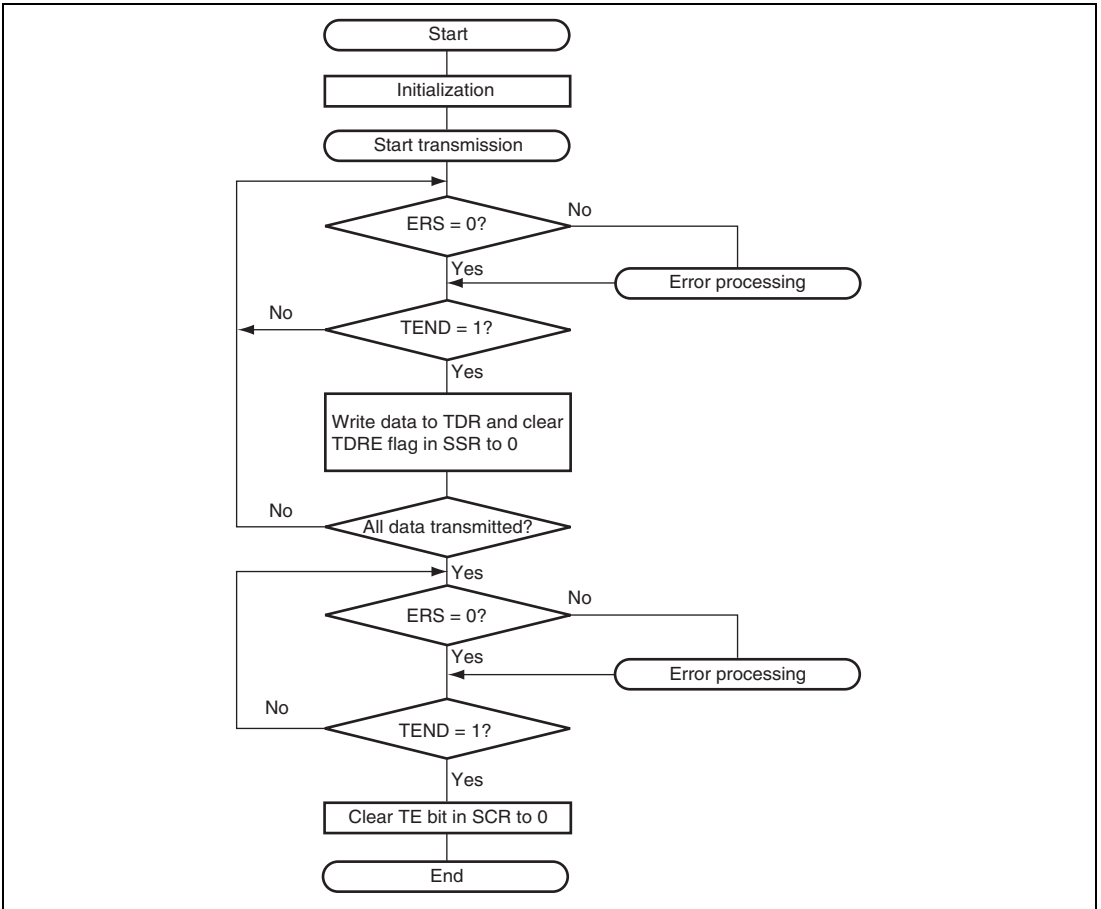 Start
Initialization
Start transmission
ERS = 0?
No
Yes
Error processing
No
TEND = 1?
Yes
Write data to TDR and clear
TDRE flag in SSR to 0
No
All data transmitted?
Yes
ERS = 0?
No
Yes
Error processing
No
TEND = 1?
Yes
Clear TE bit in SCR to 0
End